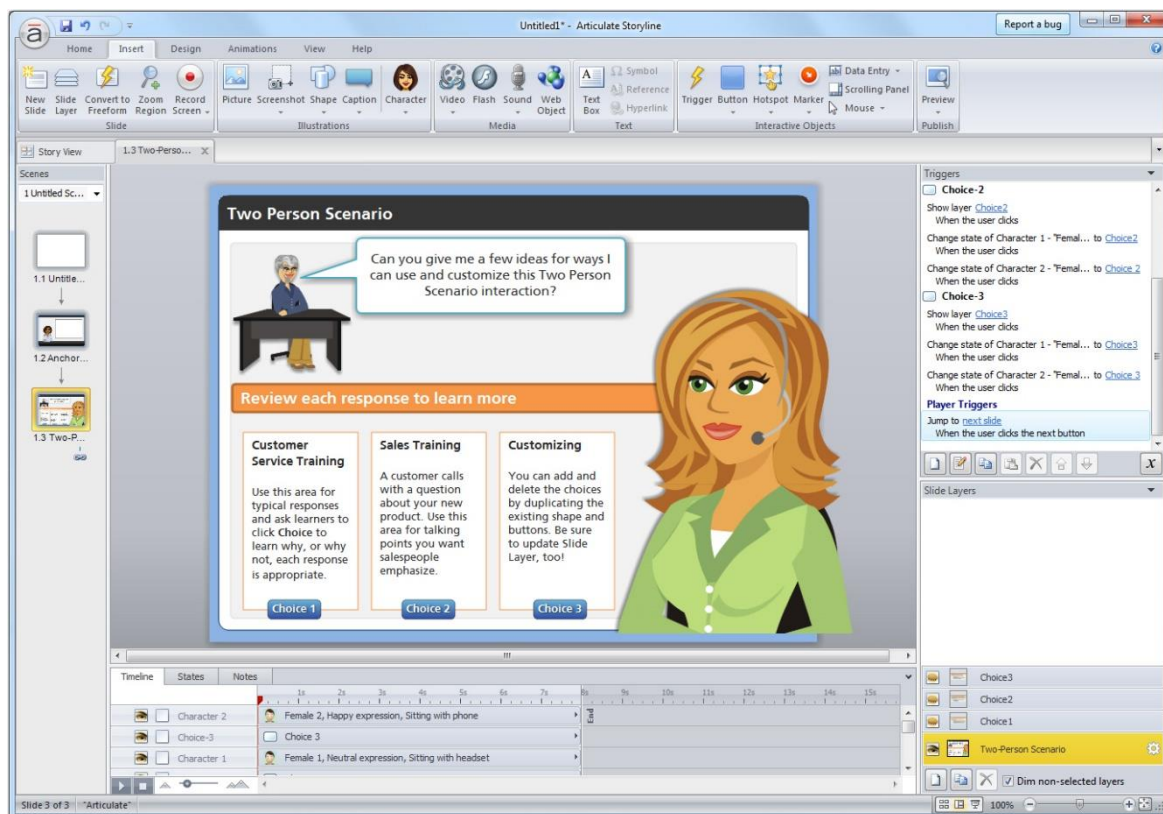 Untitled1* - Articulate Storyline
Report a bug
Home Insert Design Animations View Help
New Slide
Slide Layer
Convert to Freeform
Zoom Region
Record Screen
Slide
Picture
Screenshot
Shape
Caption
Character
Illustrations
Video
Flash
Sound
Web Object
Media
Text Box
Symbol
Reference
Hyperlink
Text
Trigger
Button
Hotspot
Marker
Data Entry
Scrolling Panel
Mouse
Interactive Objects
Preview
Publish
Story View
1.3 Two-Perso... X
Scenes
1 Untitled Sc...
1.1 Untitle...
1.2 Anchor...
1.3 Two-P...
Two Person Scenario
Can you give me a few ideas for ways I
can use and customize this Two Person
Scenario interaction?
Review each response to learn more
Customer
Service Training
Use this area for
typical responses
and ask learners to
click Choice to
learn why, or why
not, each response
is appropriate.
Choice 1
Sales Training
A customer calls
with a question
about your new
product. Use this
area for talking
points you want
salespeople
emphasize.
Choice 2
Customizing
You can add and
delete the choices
by duplicating the
existing shape and
buttons. Be sure
to update Slide
Layer, too!
Choice 3
Triggers
Choice-2
Show layer Choice2
When the user clicks
Change state of Character 1 - "Femal... to Choice2
When the user clicks
Change state of Character 2 - "Femal... to Choice 2
When the user clicks
Choice-3
Show layer Choice3
When the user clicks
Change state of Character 1 - "Femal... to Choice3
When the user clicks
Change state of Character 2 - "Femal... to Choice 3
When the user clicks
Player Triggers
Jump to next slide
When the user clicks the next button
Slide Layers
Choice3
Choice2
Choice1
Two-Person Scenario
Dim non-selected layers
Timeline States Notes
1s 2s 3s 4s 5s 6s 7s 8s 9s 10s 11s 12s 13s 14s 15s
Character 2 Female 2, Happy expression, Sitting with phone
End
Choice-3 Choice 3
Character 1 Female 1, Neutral expression, Sitting with headset
Slide 3 of 3 "Articulate"
100%